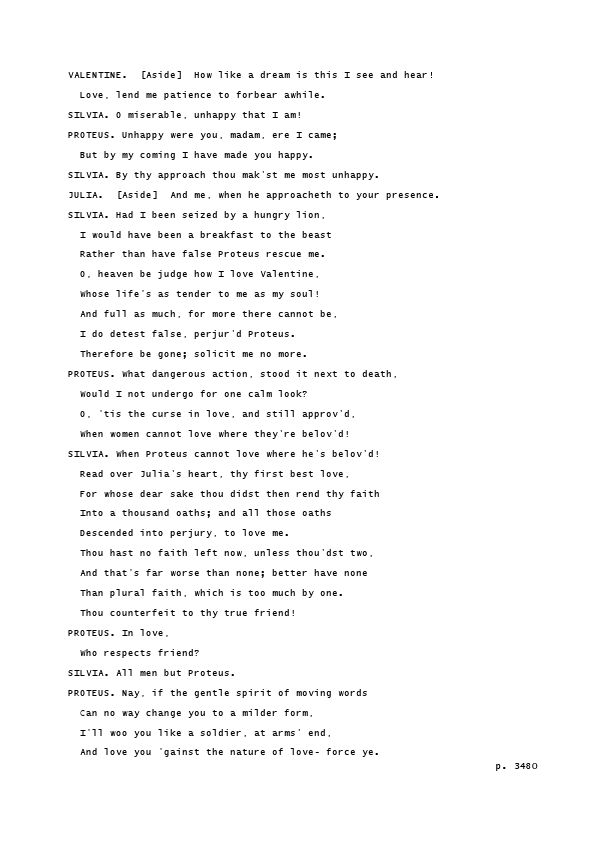 VALENTINE.  [Aside]  How like a dream is this I see and hear!
Love, lend me patience to forbear awhile.
SILVIA. O miserable, unhappy that I am!
PROTEUS. Unhappy were you, madam, ere I came;
But by my coming I have made you happy.
SILVIA. By thy approach thou mak'st me most unhappy.
JULIA.  [Aside]  And me, when he approacheth to your presence.
SILVIA. Had I been seized by a hungry lion,
I would have been a breakfast to the beast
Rather than have false Proteus rescue me.
O, heaven be judge how I love Valentine,
Whose life's as tender to me as my soul!
And full as much, for more there cannot be,
I do detest false, perjur'd Proteus.
Therefore be gone; solicit me no more.
PROTEUS. What dangerous action, stood it next to death,
Would I not undergo for one calm look?
O, 'tis the curse in love, and still approv'd,
When women cannot love where they're belov'd!
SILVIA. When Proteus cannot love where he's belov'd!
Read over Julia's heart, thy first best love,
For whose dear sake thou didst then rend thy faith
Into a thousand oaths; and all those oaths
Descended into perjury, to love me.
Thou hast no faith left now, unless thou'dst two,
And that's far worse than none; better have none
Than plural faith, which is too much by one.
Thou counterfeit to thy true friend!
PROTEUS. In love,
Who respects friend?
SILVIA. All men but Proteus.
PROTEUS. Nay, if the gentle spirit of moving words
Can no way change you to a milder form,
I'll woo you like a soldier, at arms' end,
And love you 'gainst the nature of love- force ye.
p. 3480